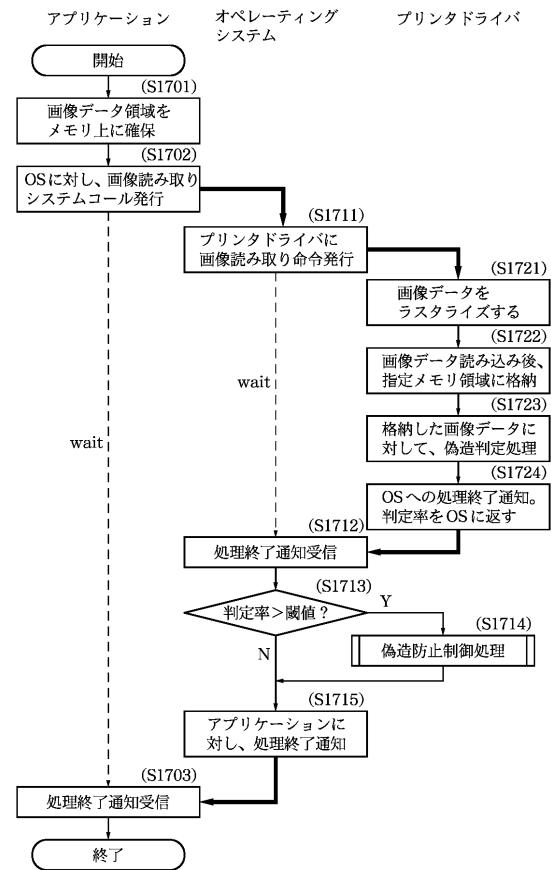 アプリケーション
オペレーティング
システム
プリンタドライバ
開始
(S1701)
画像データ領域を
メモリ上に確保
(S1702)
OSに対し、画像読み取り
システムコール発行
(S1711)
プリンタドライバに
画像読み取り命令発行
(S1721)
画像データを
ラスタライズする
(S1722)
画像データ読み込み後、
指定メモリ領域に格納
wait
(S1723)
格納した画像データに
対して、偽造判定処理
wait
(S1724)
OSへの処理終了通知。
判定率をOSに返す
(S1712)
処理終了通知受信
(S1713)
判定率>閾値?
Y
(S1714)
偽造防止制御処理
N
(S1715)
アプリケーションに
対し、処理終了通知
(S1703)
処理終了通知受信
終了